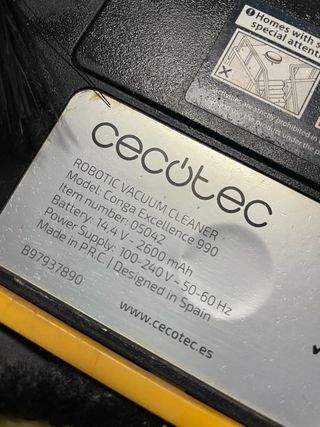 Homes with s
special attenti
cecotec
ROBOTIC VACUUM CLEANER
Model: Conga Excellence 990
Item number: 05042
Battery: 14,4 V - 2600 mAh
Power Supply: 100-240 V - 50-60 Hz
Made in P.R.C. | Designed in Spain
B97937890
www.cecotec.es